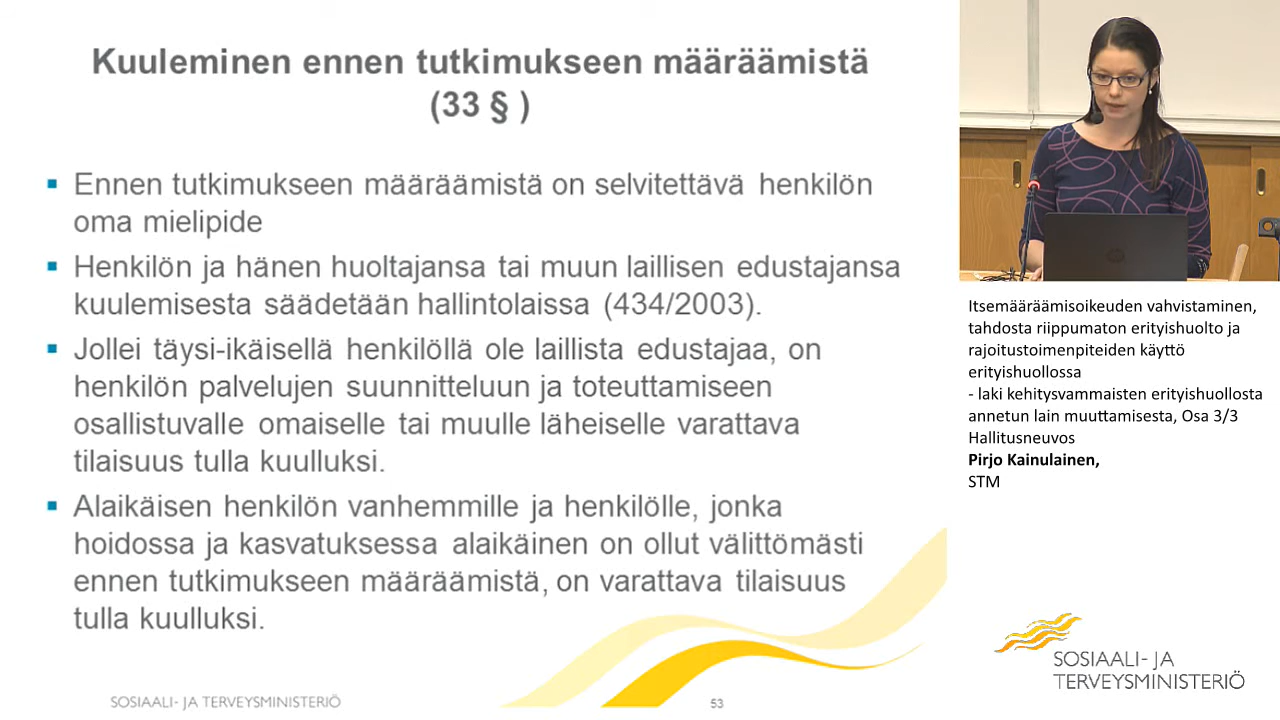 Kuuleminen ennen tutkimukseen määräämistä
(33 § )
Ennen tutkimukseen määräämistä on selvitettävä henkilön
oma mielipide
Henkilön ja hänen huoltajansa tai muun laillisen edustajansa
kuulemisesta säädetään hallintolaissa (434/2003).
Jollei täysi-ikäisellä henkilöllä ole laillista edustajaa, on
henkilön palvelujen suunnitteluun ja toteuttamiseen
osallistuvalle omaiselle tai muulle läheiselle varattava
tilaisuus tulla kuulluksi.
Alaikäisen henkilön vanhemmille ja henkilölle, jonka
hoidossa ja kasvatuksessa alaikäinen on ollut välittömästi
ennen tutkimukseen määräämistä, on varattava tilaisuus
tulla kuulluksi.
SOSIAALI- JA TERVEYSMINISTERIÖ
53
Itsemääräämisoikeuden vahvistaminen,
tahdosta riippumaton erityishuolto ja
rajoitustoimenpiteiden käyttö
erityishuollossa
- laki kehitysvammaisten erityishuollosta
annetun lain muuttamisesta, Osa 3/3
Hallitusneuvos
Pirjo Kainulainen,
STM
SOSIAALI- JA
TERVEYSMINISTERIÖ